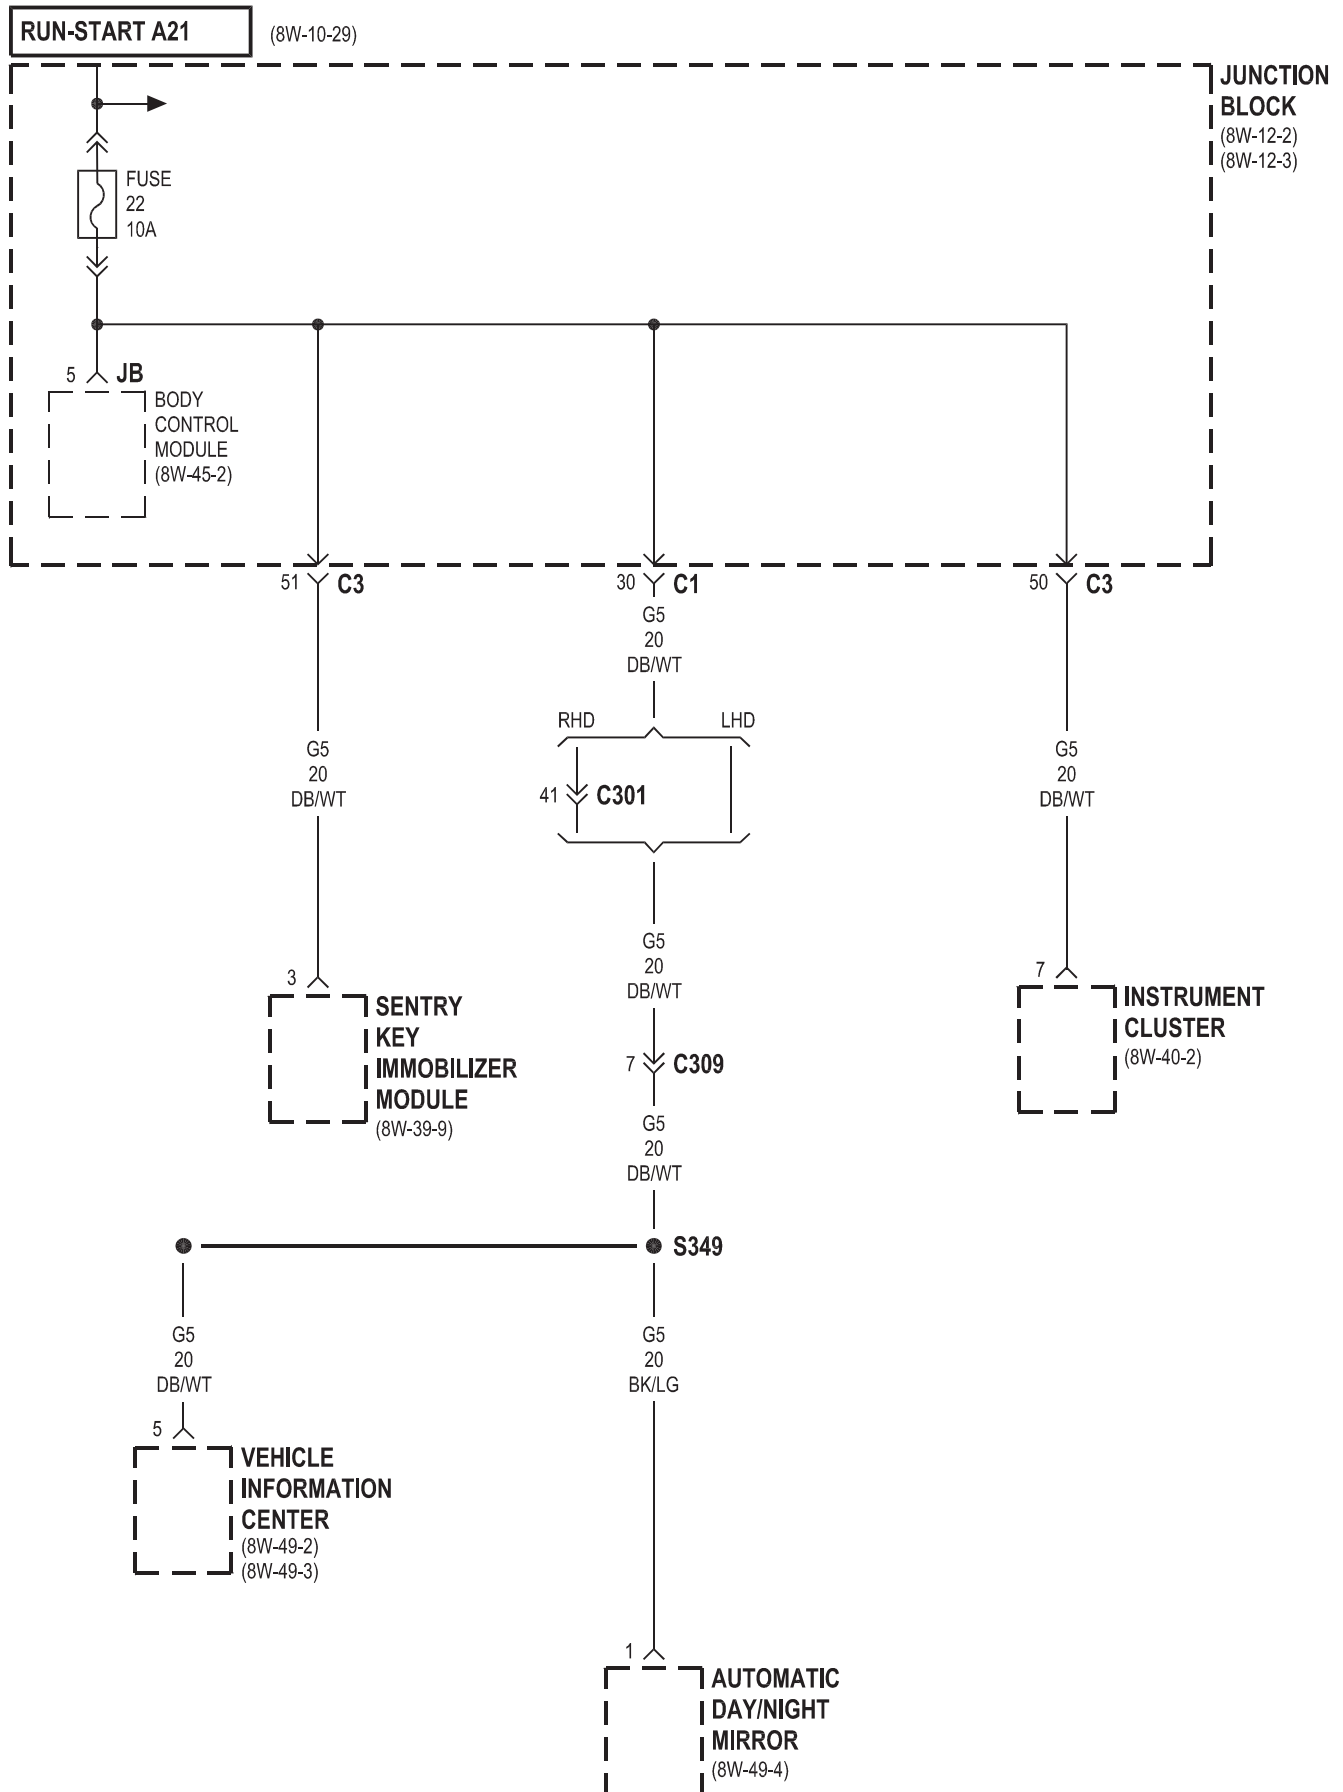 RUN-START A21
(8W-10-29)
JUNCTION
BLOCK
(8W-12-2)
(8W-12-3)
FUSE
22
10A
5
JB
BODY
CONTROL
MODULE
(8W-45-2)
51
C3
30
C1
50
C3
G5
20
DB/WT
RHD
LHD
G5
20
DB/WT
41
C301
G5
20
DB/WT
G5
20
DB/WT
3
SENTRY
KEY
IMMOBILIZER
MODULE
(8W-39-9)
7
INSTRUMENT
CLUSTER
(8W-40-2)
7
C309
G5
20
DB/WT
S349
G5
20
DB/WT
G5
20
BK/LG
5
VEHICLE
INFORMATION
CENTER
(8W-49-2)
(8W-49-3)
1
AUTOMATIC
DAY/NIGHT
MIRROR
(8W-49-4)